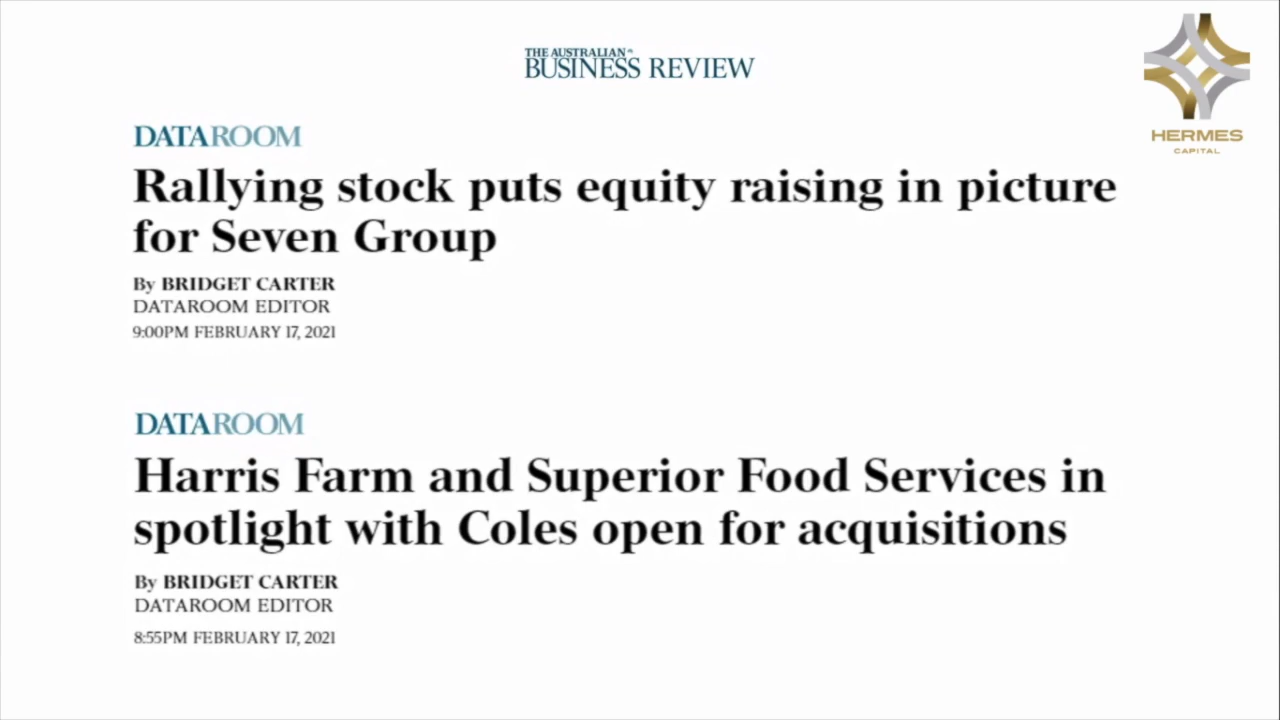 THE AUSTRALIAN
BUSINESS REVIEW
HERMES
CAPITAL
DATAROOM
Rallying stock puts equity raising in picture
for Seven Group
By BRIDGET CARTER
DATAROOM EDITOR
9:00PM FEBRUARY 17, 2021
DATAROOM
Harris Farm and Superior Food Services in
spotlight with Coles open for acquisitions
By BRIDGET CARTER
DATAROOM EDITOR
8:55PM FEBRUARY 17, 2021